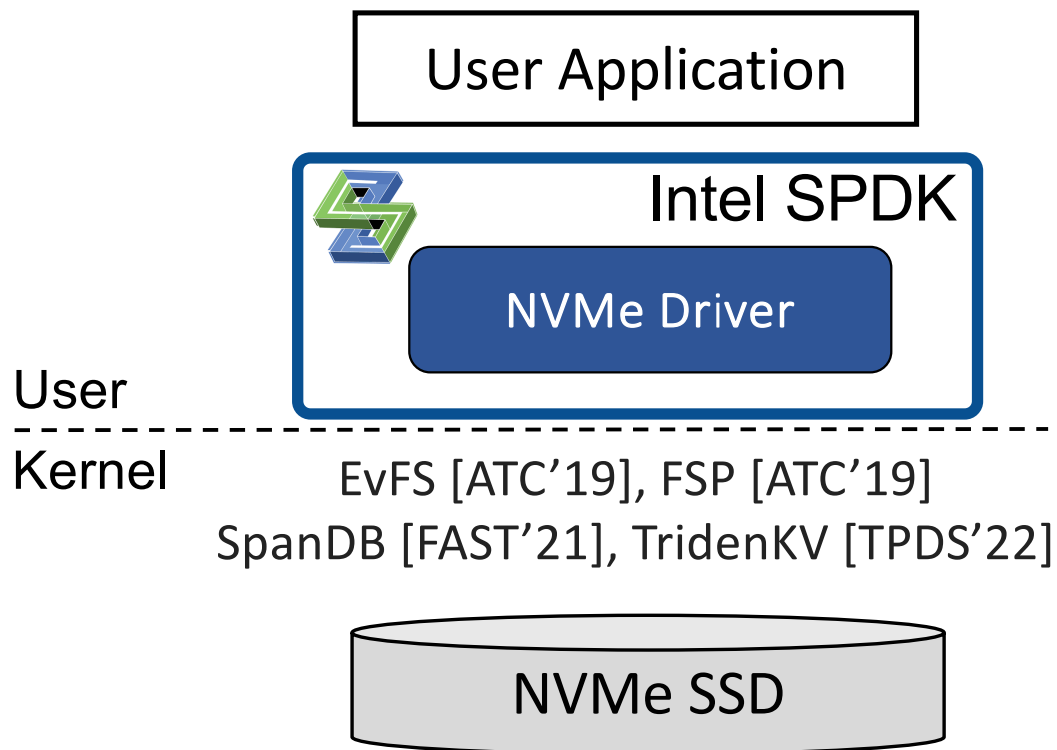 User Application
Intel SPDK
NVMe Driver
User
Kernel
EvFS [ATC’19], FSP [ATC’19]
SpanDB [FAST’21], TridenKV [TPDS’22]
NVMe SSD